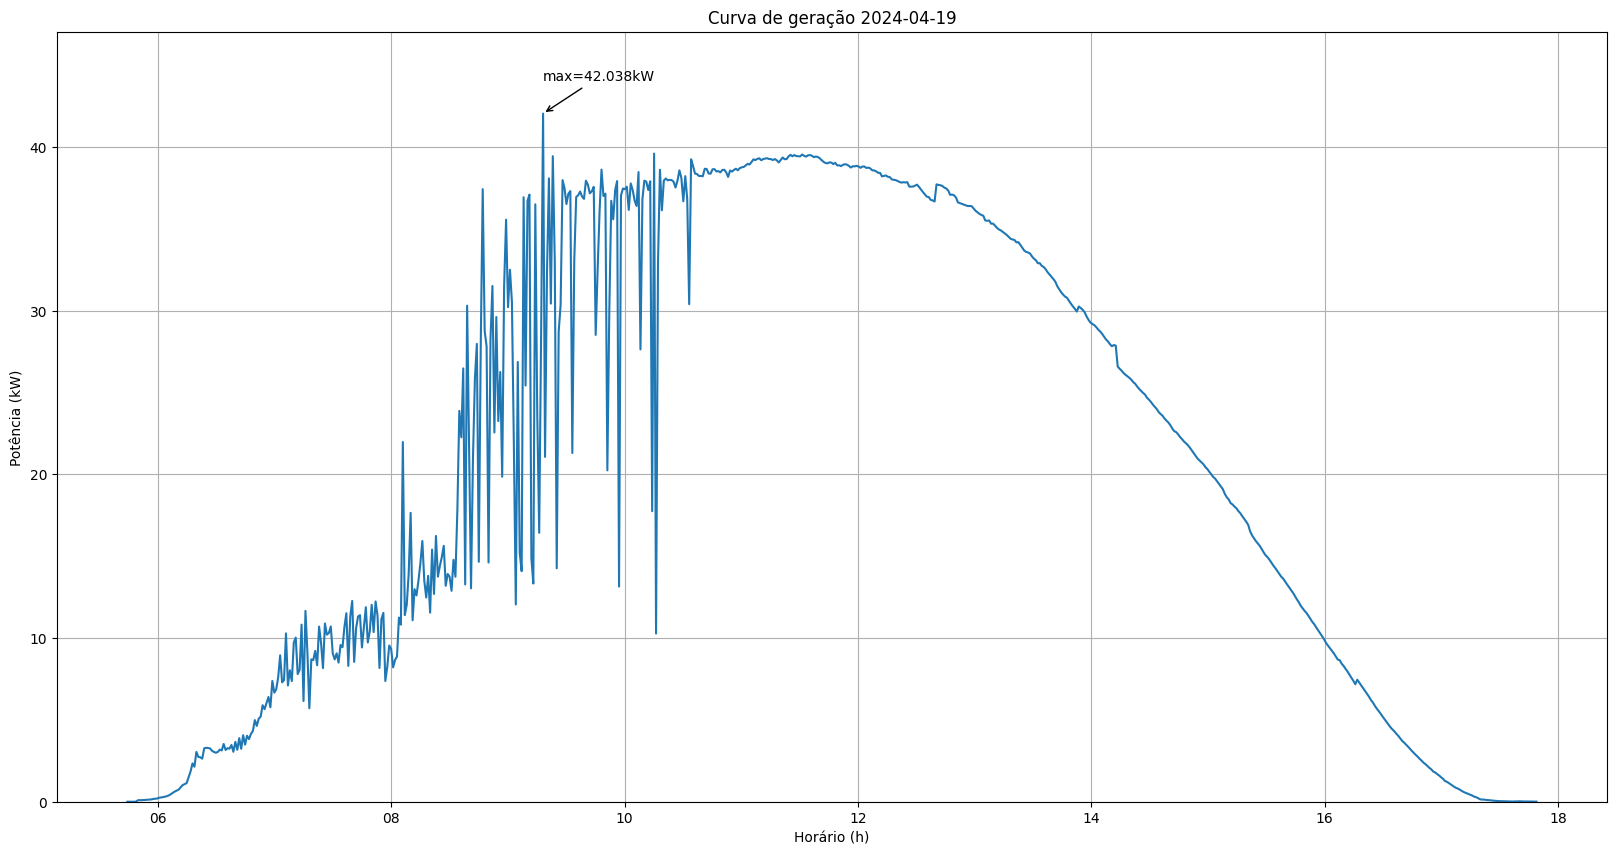 Curva de geração 2024-04-19
max=42.038kW
Potência (kW)
40
30
20
10
0
06 08 10 12 14 16 18
Horário (h)